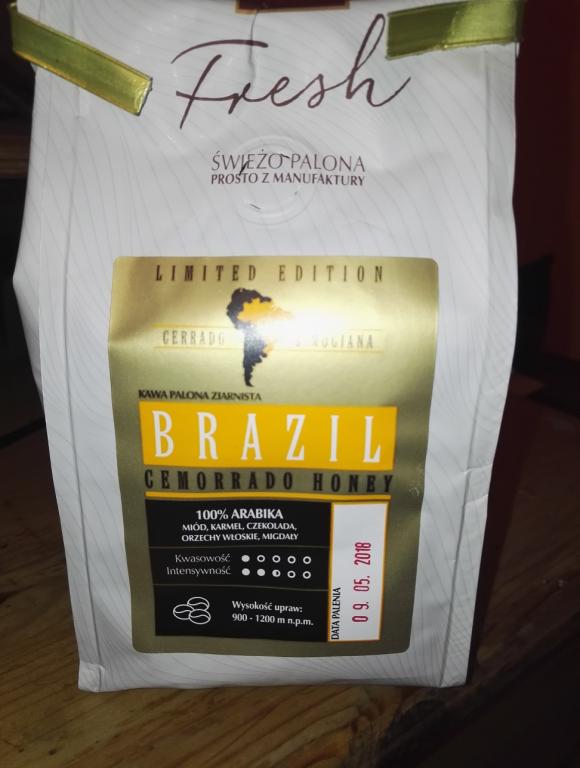 Fresh
ŚWIEŻO PALONA
PROSTO Z MANUFAKTURY
LIMITED EDITION
CERRADO
KAWA PALONA ZIARNISTA
BRAZIL
CEMORRADO HONEY
100% ARABIKA
MIÓD, KARMEL, CZEKOLADA,
ORZECHY WŁOSKIE, MIGDAŁY
Kwasowość
Intensywność
Wysokość upraw:
900 - 1200 m n.p.m.
DATA PALENIA
09. 05. 2018